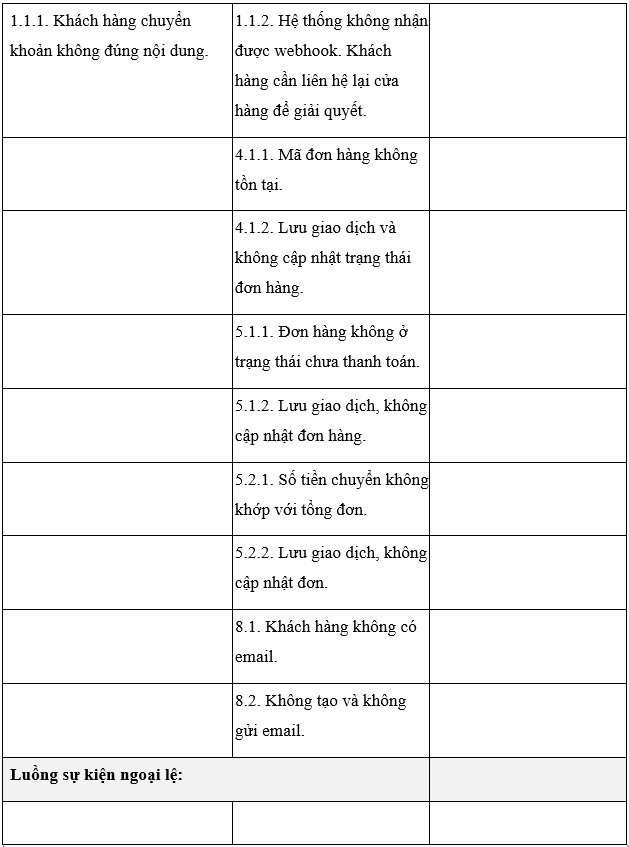 1.1.1. Khách hàng chuyển
khoản không đúng nội dung.
1.1.2. Hệ thống không nhận
được webhook. Khách
hàng cần liên hệ lại cửa
hàng để giải quyết.
4.1.1. Mã đơn hàng không
tồn tại.
4.1.2. Lưu giao dịch và
không cập nhật trạng thái
đơn hàng.
5.1.1. Đơn hàng không ở
trạng thái chưa thanh toán.
5.1.2. Lưu giao dịch, không
cập nhật đơn hàng.
5.2.1. Số tiền chuyển không
khớp với tổng đơn.
5.2.2. Lưu giao dịch, không
cập nhật đơn.
8.1. Khách hàng không có
email.
8.2. Không tạo và không
gửi email.
Luồng sự kiện ngoại lệ: